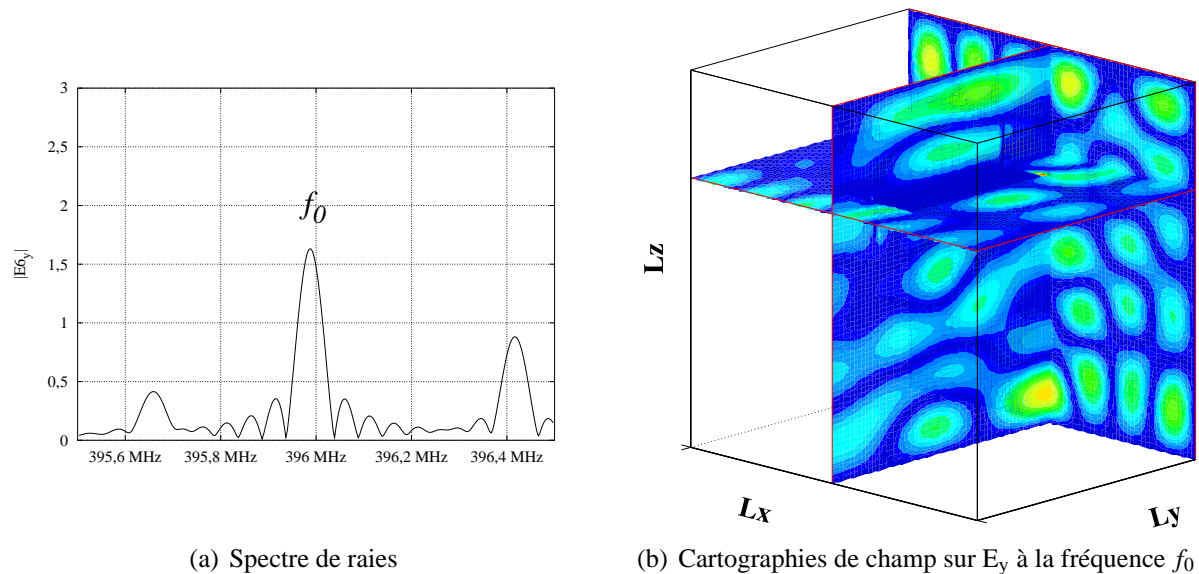 3
2,5
2
1,5
1
0,5
0
|E6y|
f0
395,6 MHz
395,8 MHz
396 MHz
396,2 MHz
396,4 MHz
(a) Spectre de raies
Lz
Lx
Ly
(b) Cartographies de champ sur Ey à la fréquence f0